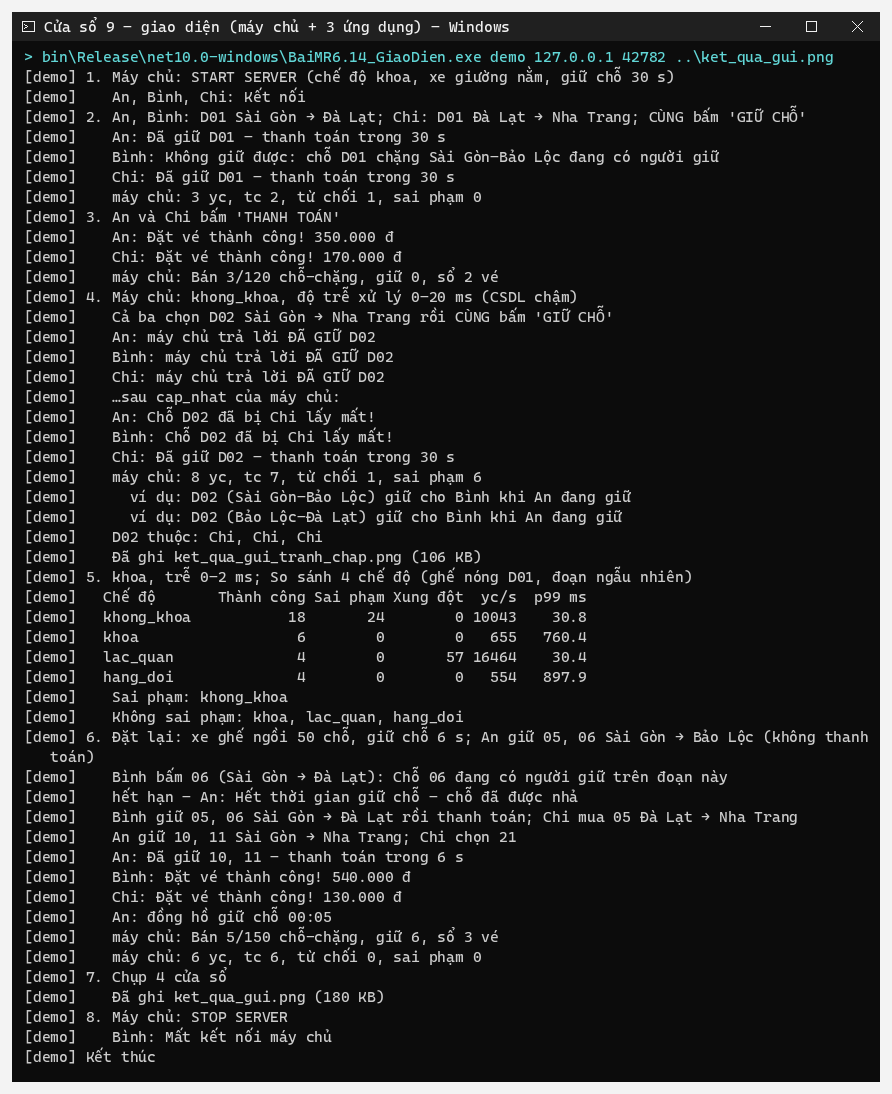 Cửa sổ 9 – giao diện (máy chủ + 3 ứng dụng) – Windows
> bin\Release\net10.0-windows\BaiMR6.14_GiaoDien.exe demo 127.0.0.1 42782 ..\ket_qua_gui.png
[demo] 1. Máy chủ: START SERVER (chế độ khoa, xe giường nằm, giữ chỗ 30 s)
[demo]    An, Bình, Chi: Kết nối
[demo] 2. An, Bình: D01 Sài Gòn → Đà Lạt; Chi: D01 Đà Lạt → Nha Trang; CÙNG bấm 'GIỮ CHỖ'
[demo]    An: Đã giữ D01 – thanh toán trong 30 s
[demo]    Bình: Không giữ được: chỗ D01 chặng Sài Gòn–Bảo Lộc đang có người giữ
[demo]    Chi: Đã giữ D01 – thanh toán trong 30 s
[demo]    máy chủ: 3 yc, tc 2, từ chối 1, sai phạm 0
[demo] 3. An và Chi bấm 'THANH TOÁN'
[demo]    An: Đặt vé thành công! 350.000 đ
[demo]    Chi: Đặt vé thành công! 170.000 đ
[demo]    máy chủ: Bán 3/120 chỗ–chặng, giữ 0, sổ 2 vé
[demo] 4. Máy chủ: khong_khoa, độ trễ xử lý 0–20 ms (CSDL chậm)
[demo]    Cả ba chọn D02 Sài Gòn → Nha Trang rồi CÙNG bấm 'GIỮ CHỖ'
[demo]    An: máy chủ trả lời ĐÃ GIỮ D02
[demo]    Bình: máy chủ trả lời ĐÃ GIỮ D02
[demo]    Chi: máy chủ trả lời ĐÃ GIỮ D02
[demo]    …sau cap_nhat của máy chủ:
[demo]    An: Chỗ D02 đã bị Chi lấy mất!
[demo]    Bình: Chỗ D02 đã bị Chi lấy mất!
[demo]    Chi: Đã giữ D02 – thanh toán trong 30 s
[demo]    máy chủ: 8 yc, tc 7, từ chối 1, sai phạm 6
[demo]      ví dụ: D02 (Sài Gòn–Bảo Lộc) giữ cho Bình khi An đang giữ
[demo]      ví dụ: D02 (Bảo Lộc–Đà Lạt) giữ cho Bình khi An đang giữ
[demo]    D02 thuộc: Chi, Chi, Chi
[demo]    Đã ghi ket_qua_gui_tranh_chap.png (106 KB)
[demo] 5. khoa, trễ 0–2 ms; So sánh 4 chế độ (ghế nóng D01, đoạn ngẫu nhiên)
[demo]   Chế độ       Thành công Sai phạm Xung đột  yc/s  p99 ms
[demo]   khong_khoa           18       24        0 10043    30.8
[demo]   khoa                  6        0        0   655   760.4
[demo]   lac_quan              4        0       57 16464    30.4
[demo]   hang_doi              4        0        0   554   897.9
[demo]    Sai phạm: khong_khoa
[demo]    Không sai phạm: khoa, lac_quan, hang_doi
[demo] 6. Đặt lại: xe ghế ngồi 50 chỗ, giữ chỗ 6 s; An giữ 05, 06 Sài Gòn → Bảo Lộc (không thanh
toán)
[demo]    Bình bấm 06 (Sài Gòn → Đà Lạt): Chỗ 06 đang có người giữ trên đoạn này
[demo]    hết hạn – An: Hết thời gian giữ chỗ – chỗ đã được nhả
[demo]    Bình giữ 05, 06 Sài Gòn → Đà Lạt rồi thanh toán; Chi mua 05 Đà Lạt → Nha Trang
[demo]    An giữ 10, 11 Sài Gòn → Nha Trang; Chi chọn 21
[demo]    An: Đã giữ 10, 11 – thanh toán trong 6 s
[demo]    Bình: Đặt vé thành công! 540.000 đ
[demo]    Chi: Đặt vé thành công! 130.000 đ
[demo]    An: đồng hồ giữ chỗ 00:05
[demo]    máy chủ: Bán 5/150 chỗ–chặng, giữ 6, sổ 3 vé
[demo]    máy chủ: 6 yc, tc 6, từ chối 0, sai phạm 0
[demo] 7. Chụp 4 cửa sổ
[demo]    Đã ghi ket_qua_gui.png (180 KB)
[demo] 8. Máy chủ: STOP SERVER
[demo]    Bình: Mất kết nối máy chủ
[demo] Kết thúc